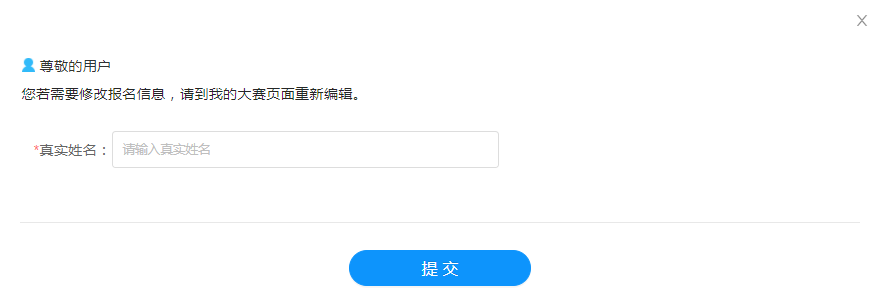 尊敬的用户
您若需要修改报名信息，请到我的大赛页面重新编辑。
*真实姓名： 请输入真实姓名
提 交